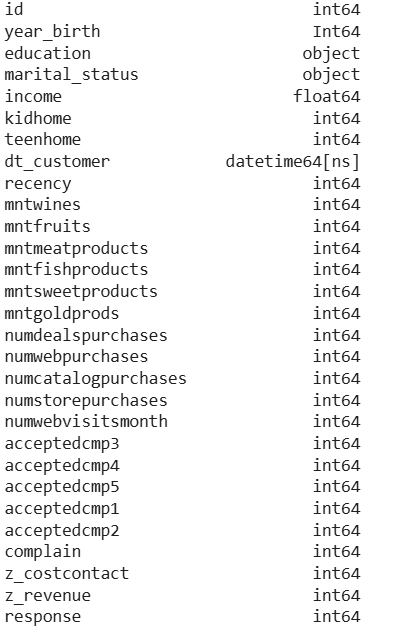 id int64
year_birth Int64
education object
marital_status object
income float64
kidhome int64
teenhome int64
dt_customer datetime64[ns]
recency int64
mntwines int64
mntfruits int64
mntmeatproducts int64
mntfishproducts int64
mntsweetproducts int64
mntgoldprods int64
numdealspurchases int64
numwebpurchases int64
numcatalogpurchases int64
numstorepurchases int64
numwebvisitsmonth int64
acceptedcmp3 int64
acceptedcmp4 int64
acceptedcmp5 int64
acceptedcmp1 int64
acceptedcmp2 int64
complain int64
z_costcontact int64
z_revenue int64
response int64